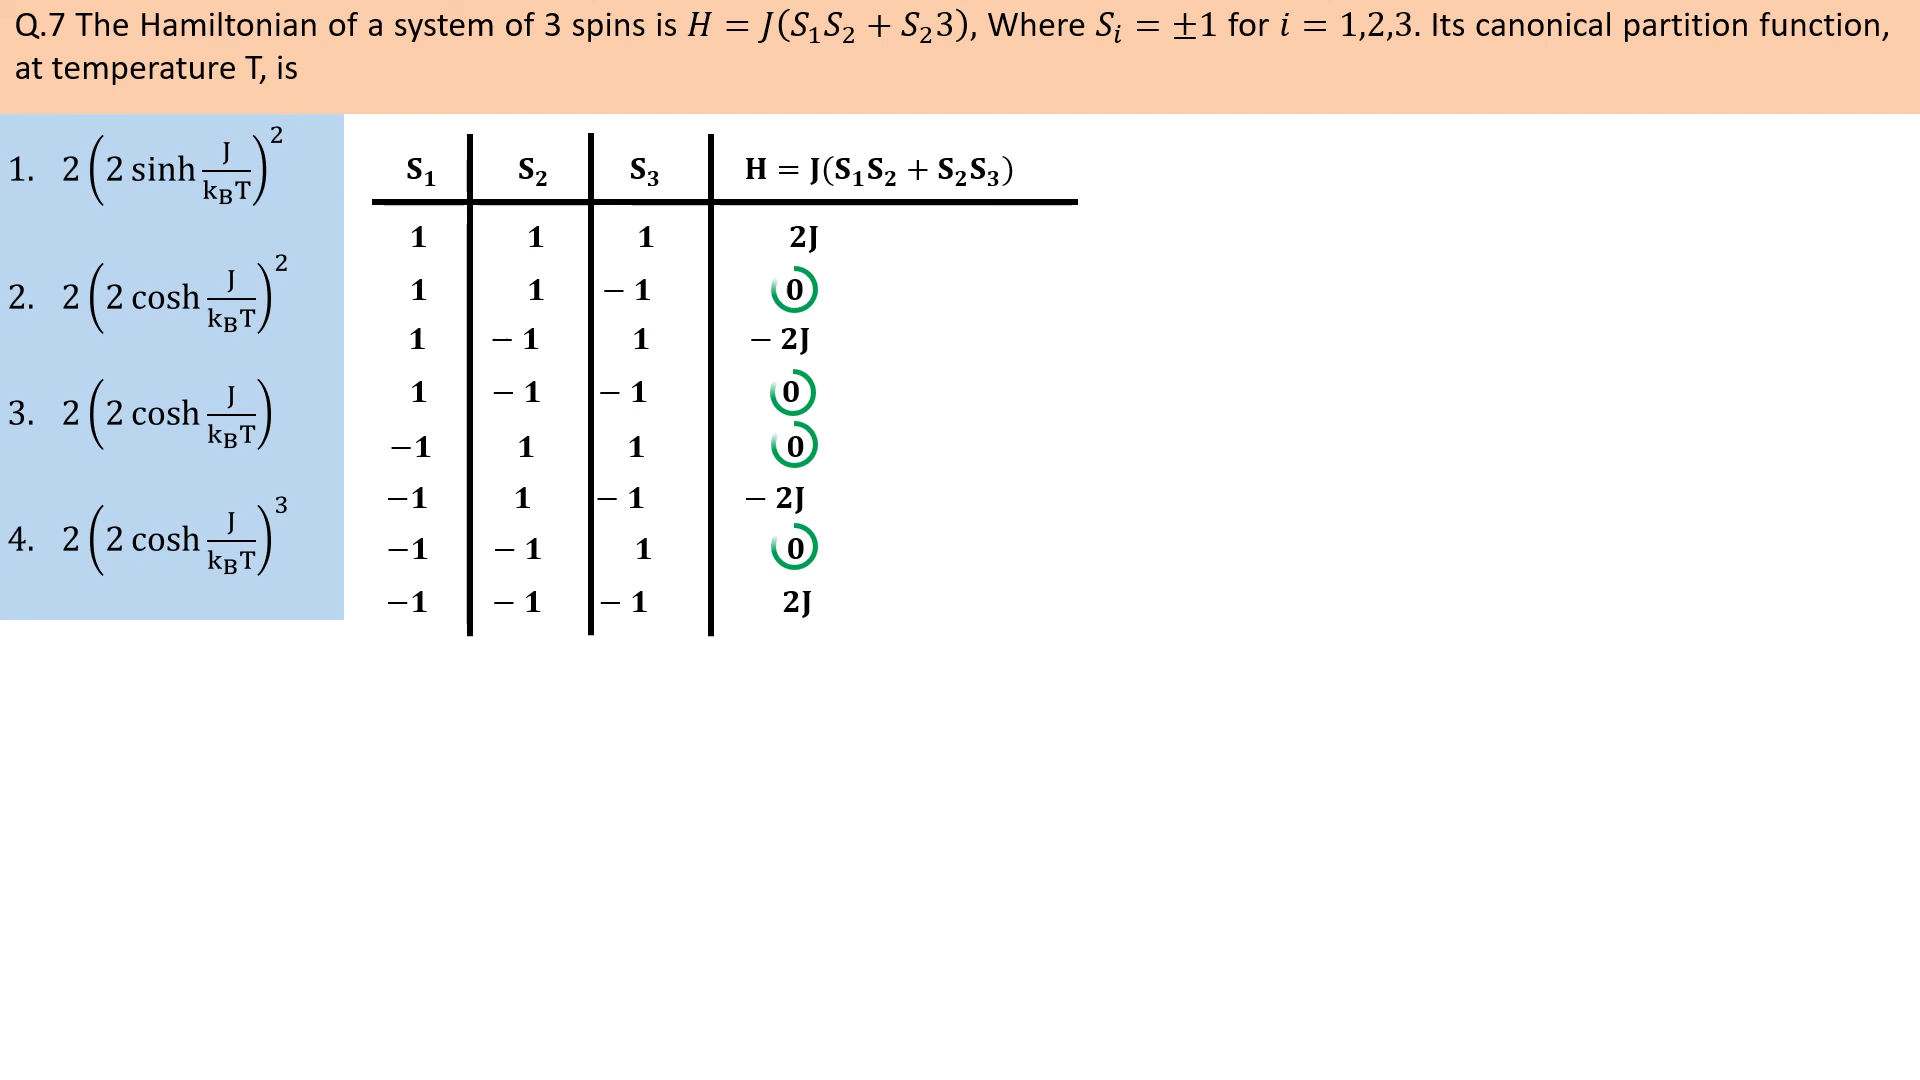 Q.7 The Hamiltonian of a system of 3 spins is H = J(S₁S₂ + S₂3), Where Sᵢ = ±1 for i = 1,2,3. Its canonical partition function,
at temperature T, is
1. 2(2 sinh J/k_BT)²
2. 2(2 cosh J/k_BT)²
3. 2(2 cosh J/k_BT)
4. 2(2 cosh J/k_BT)³
S₁ S₂ S₃ H = J(S₁S₂ + S₂S₃)
1 1 1 2J
1 1 −1 0
1 −1 1 −2J
1 −1 −1 0
−1 1 1 0
−1 1 −1 −2J
−1 −1 1 0
−1 −1 −1 2J